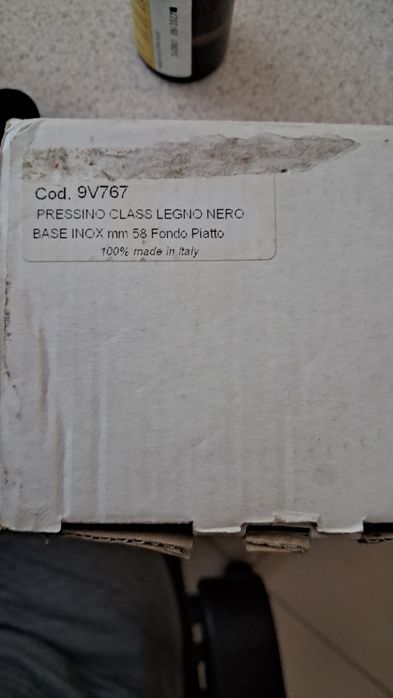 Cod. 9V767
PRESSINO CLASS LEGNO NERO
BASE INOX mm 58 Fondo Piatto
100% made in Italy